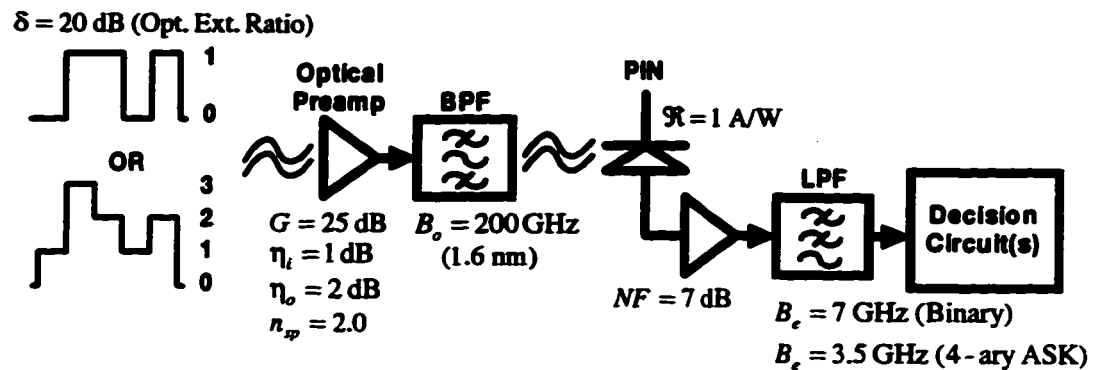 δ = 20 dB (Opt. Ext. Ratio)
1
0
OR
3
2
1
0
Optical
Preamp
G = 25 dB
η_i = 1 dB
η_o = 2 dB
n_sp = 2.0
BPF
B_o = 200 GHz
(1.6 nm)
PIN
ℜ = 1 A/W
NF = 7 dB
LPF
B_e = 7 GHz (Binary)
B_e = 3.5 GHz (4-ary ASK)
Decision
Circuit(s)